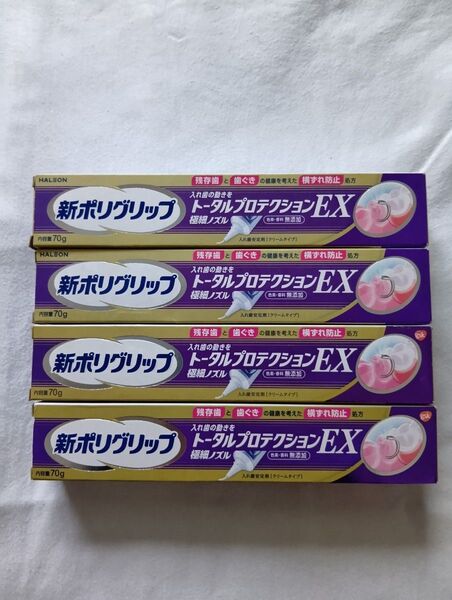 HALEON
残存歯 と 歯ぐき の健康を考えた 横ずれ防止 処方
新ポリグリップ
入れ歯の動きを
トータルプロテクションEX
極細ノズル
色素・香料 無添加
内容量70g
入れ歯安定剤［クリームタイプ］
HALEON
残存歯 と 歯ぐき の健康を考えた 横ずれ防止 処方
新ポリグリップ
入れ歯の動きを
トータルプロテクションEX
極細ノズル
色素・香料 無添加
内容量70g
入れ歯安定剤［クリームタイプ］
残存歯 と 歯ぐき の健康を考えた 横ずれ防止 処方
gsk
新ポリグリップ
入れ歯の動きを
トータルプロテクションEX
極細ノズル
色素・香料 無添加
内容量70g
入れ歯安定剤［クリームタイプ］
残存歯 と 歯ぐき の健康を考えた 横ずれ防止 処方
gsk
新ポリグリップ
入れ歯の動きを
トータルプロテクションEX
極細ノズル
色素・香料 無添加
内容量70g
入れ歯安定剤［クリームタイプ］